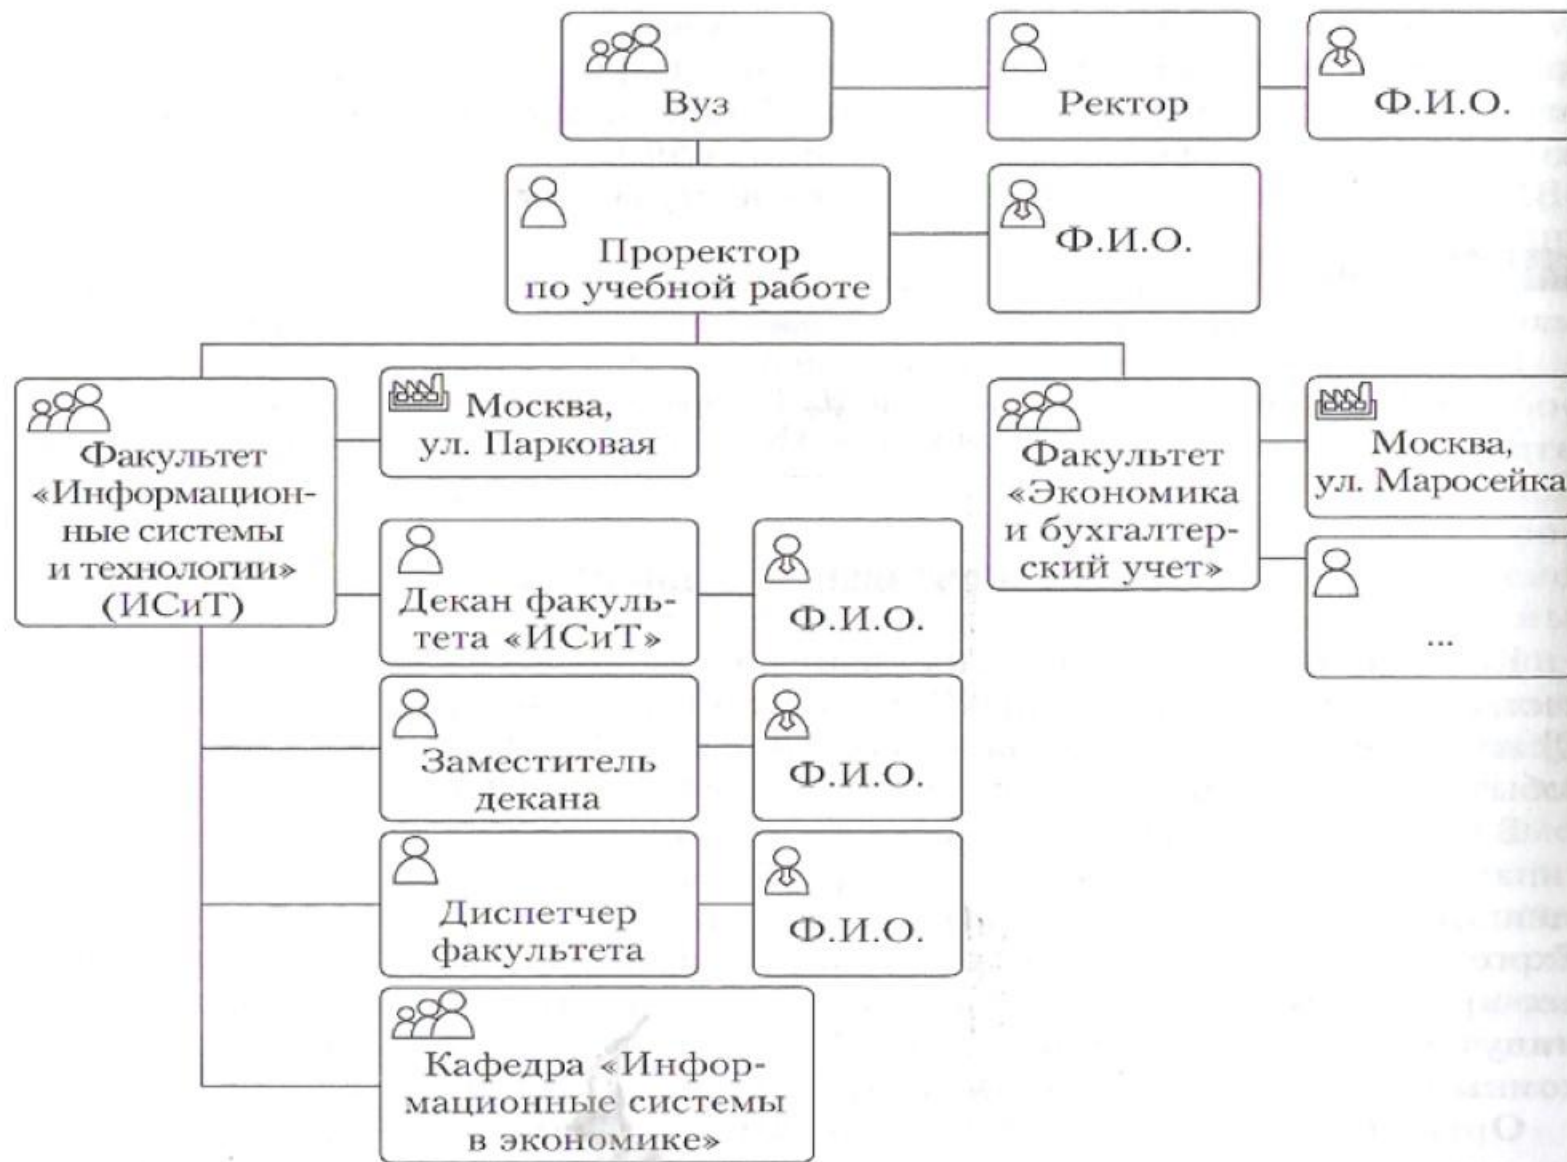 Вуз
Ректор
Ф.И.О.
Проректор
по учебной работе
Ф.И.О.
Факультет
«Информацион-
ные системы
и технологии»
(ИСиТ)
Москва,
ул. Парковая
Факультет
«Экономика
и бухгалтер-
ский учет»
Москва,
ул. Маросейка
Декан факуль-
тета «ИСиТ»
Ф.И.О.
...
Заместитель
декана
Ф.И.О.
Диспетчер
факультета
Ф.И.О.
Кафедра «Инфор-
мационные системы
в экономике»